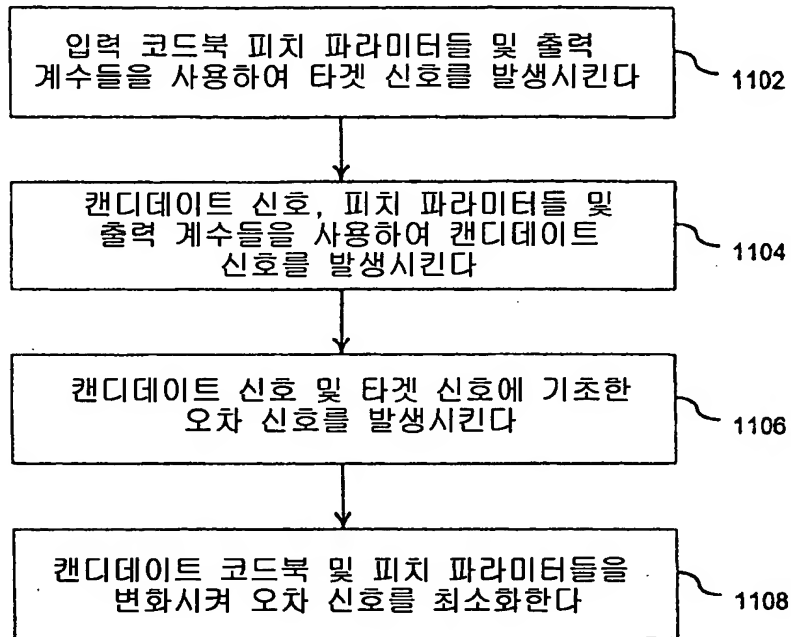 입력 코드북 피치 파라미터들 및 출력
계수들을 사용하여 타겟 신호를 발생시킨다
1102
캔디데이트 신호, 피치 파라미터들 및
출력 계수들을 사용하여 캔디데이트
신호를 발생시킨다
1104
캔디데이트 신호 및 타겟 신호에 기초한
오차 신호를 발생시킨다
1106
캔디데이트 코드북 및 피치 파라미터들을
변화시켜 오차 신호를 최소화한다
1108